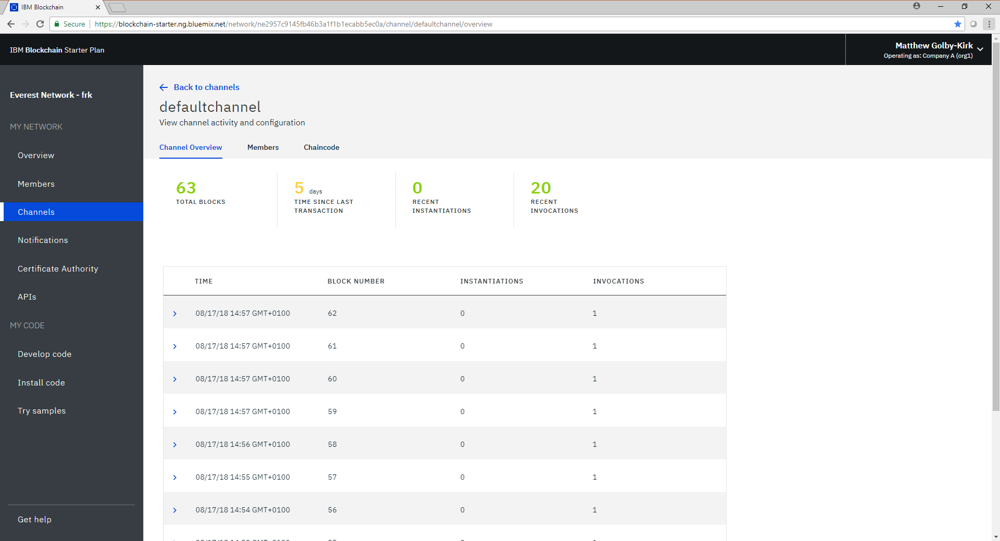 IBM Blockchain
Secure https://blockchain-starter.ng.bluemix.net/network/ne2957c9145fb46b3a1f1b1ecabb5ec0a/channel/defaultchannel/overview
IBM Blockchain Starter Plan
Matthew Golby-Kirk
Operating as: Company A (org1)
Everest Network - frk
MY NETWORK
Overview
Members
Channels
Notifications
Certificate Authority
APIs
MY CODE
Develop code
Install code
Try samples
Get help
Back to channels
defaultchannel
View channel activity and configuration
Channel Overview Members Chaincode
63
TOTAL BLOCKS
5 days
TIME SINCE LAST
TRANSACTION
0
RECENT
INSTANTIATIONS
20
RECENT
INVOCATIONS
TIME BLOCK NUMBER INSTANTIATIONS INVOCATIONS
08/17/18 14:57 GMT+0100 62 0 1
08/17/18 14:57 GMT+0100 61 0 1
08/17/18 14:57 GMT+0100 60 0 1
08/17/18 14:57 GMT+0100 59 0 1
08/17/18 14:56 GMT+0100 58 0 1
08/17/18 14:55 GMT+0100 57 0 1
08/17/18 14:54 GMT+0100 56 0 1